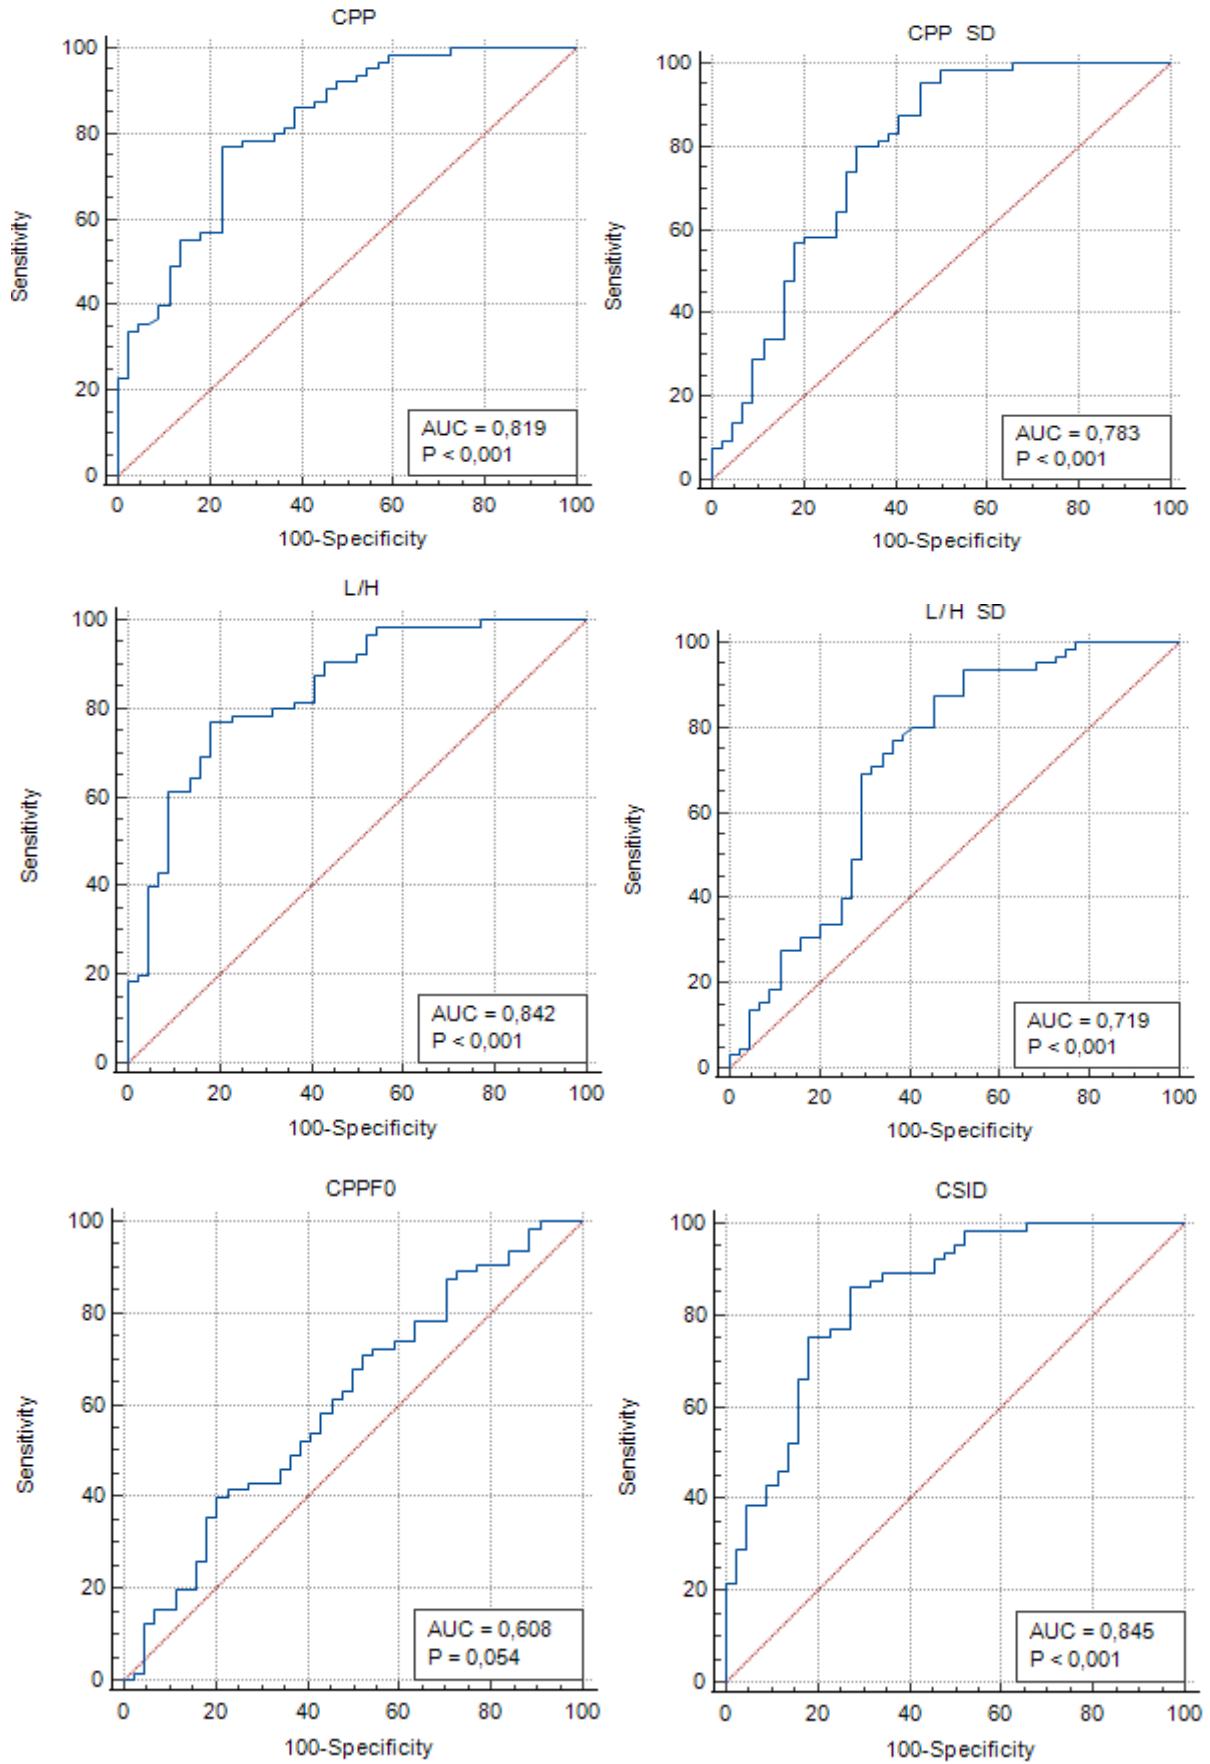 CPP
100
80
60
40
20
0
Sensitivity
AUC = 0,819
P < 0,001
0 20 40 60 80 100
100-Specificity
CPP SD
100
80
60
40
20
0
Sensitivity
AUC = 0,783
P < 0,001
0 20 40 60 80 100
100-Specificity
L/H
100
80
60
40
20
0
Sensitivity
AUC = 0,842
P < 0,001
0 20 40 60 80 100
100-Specificity
L/H SD
100
80
60
40
20
0
Sensitivity
AUC = 0,719
P < 0,001
0 20 40 60 80 100
100-Specificity
CPPF0
100
80
60
40
20
0
Sensitivity
AUC = 0,608
P = 0,054
0 20 40 60 80 100
100-Specificity
CSID
100
80
60
40
20
0
Sensitivity
AUC = 0,845
P < 0,001
0 20 40 60 80 100
100-Specificity